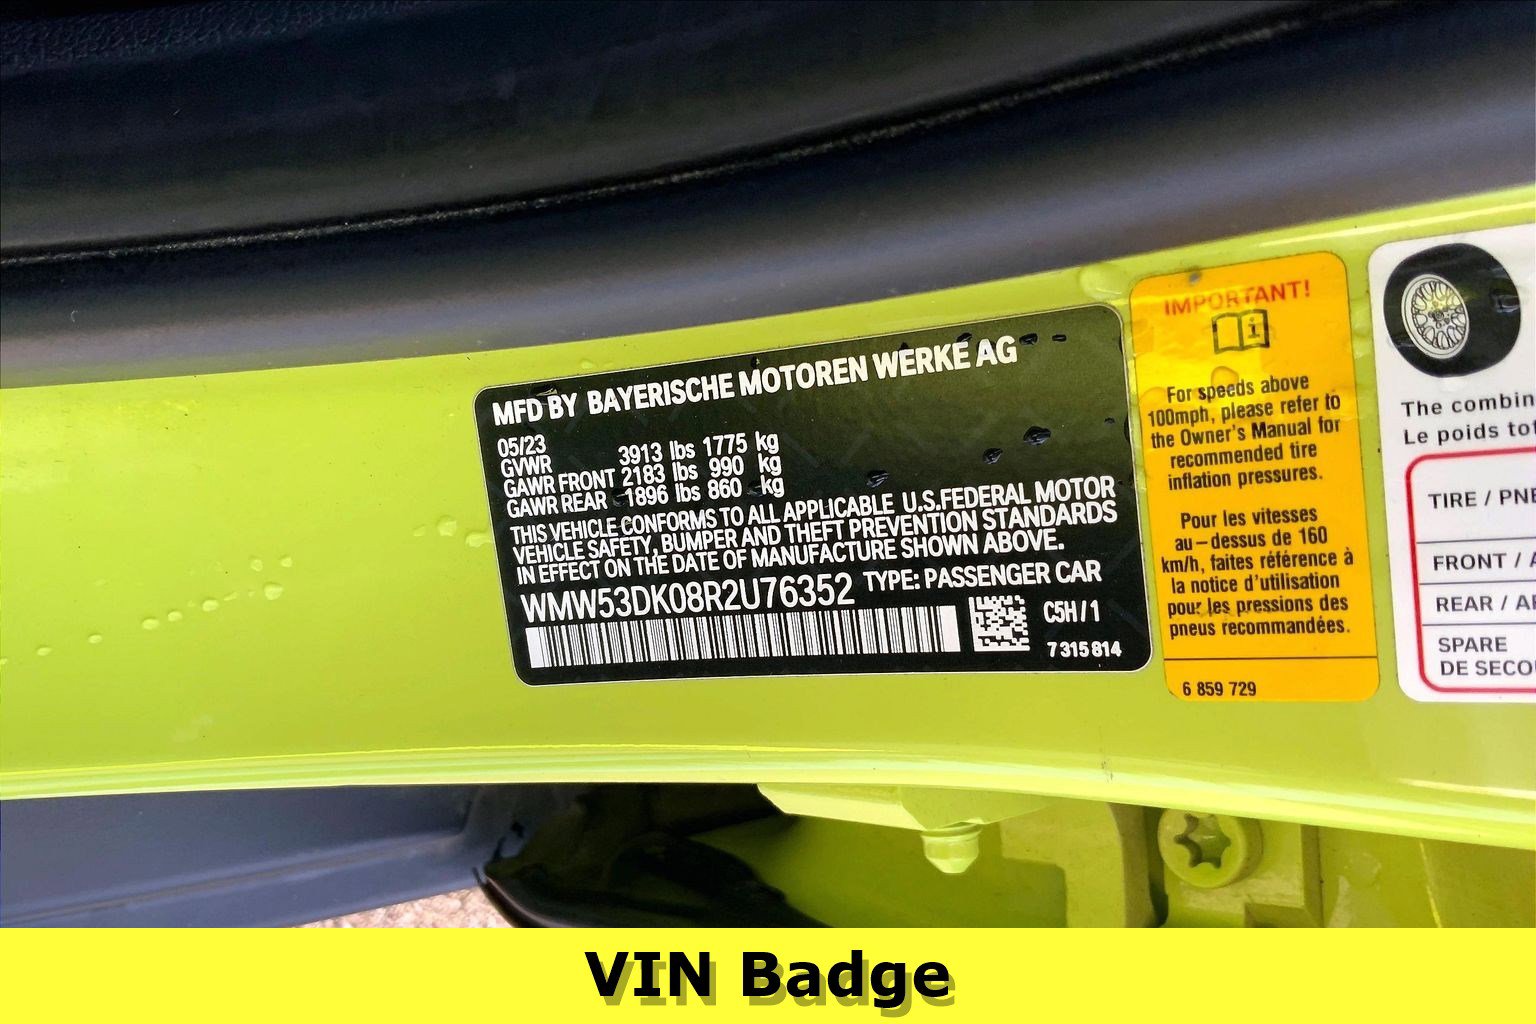 MFD BY BAYERISCHE MOTOREN WERKE AG
05/23
GVWR 3913 lbs 1775 kg
GAWR FRONT 2183 lbs 990 kg
GAWR REAR 1896 lbs 860 kg
THIS VEHICLE CONFORMS TO ALL APPLICABLE U.S.FEDERAL MOTOR
VEHICLE SAFETY, BUMPER AND THEFT PREVENTION STANDARDS
IN EFFECT ON THE DATE OF MANUFACTURE SHOWN ABOVE.
WMW53DK08R2U76352 TYPE: PASSENGER CAR
C5H/1
7315814
IMPORTANT!
For speeds above
100mph, please refer to
the Owner's Manual for
recommended tire
inflation pressures.
Pour les vitesses
au-dessus de 160
km/h, faites référence à
la notice d'utilisation
pour les pressions des
pneus recommandées.
6 859 729
The combin
Le poids tot
TIRE / PNE
FRONT / A
REAR / AR
SPARE
DE SECOU
VIN Badge